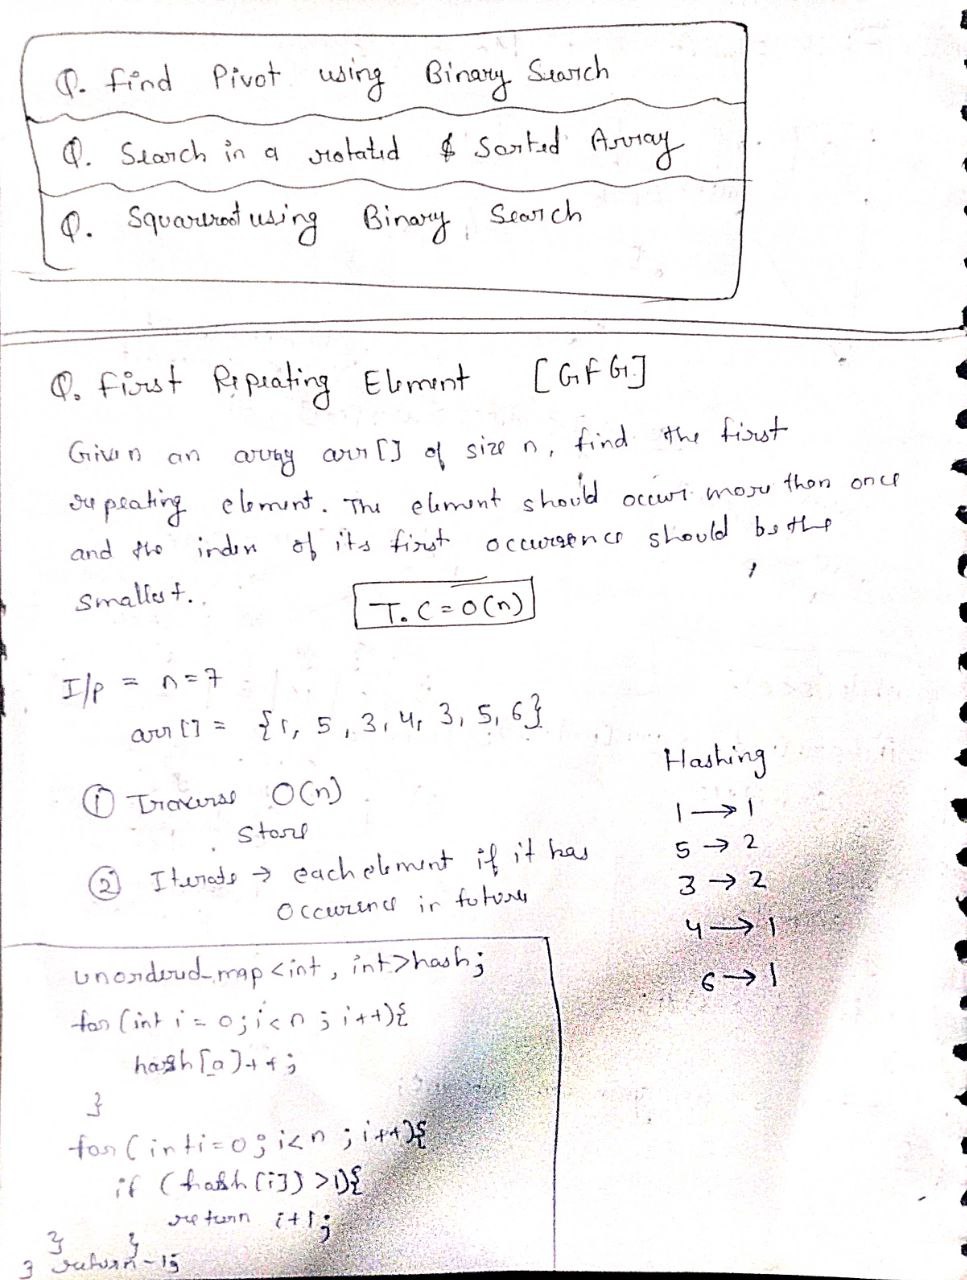 Q. Find Pivot using Binary Search
Q. Search in a rotated & Sorted Array
Q. Squareroot using Binary Search
Q. First Repeating Element [GFG]
Given an array arr[] of size n, find the first
repeating element. The element should occurs more than once
and the index of its first occurrence should be the
smallest.
T.C = O(n)
I/p = n=7
arr[] = {1, 5, 3, 4, 3, 5, 6}
Hashing
① Traverse O(n)
Store
1 → 1
5 → 2
② Iterate → each element if it has
3 → 2
Occurence in future
4 → 1
6 → 1
unordered_map<int, int>hash;
for (int i = 0; i<n; i++){
hash[a]++;
}
for (int i=0; i<n; i++){
if (hash[i]) >1){
return i+1;
} }
} return -1;